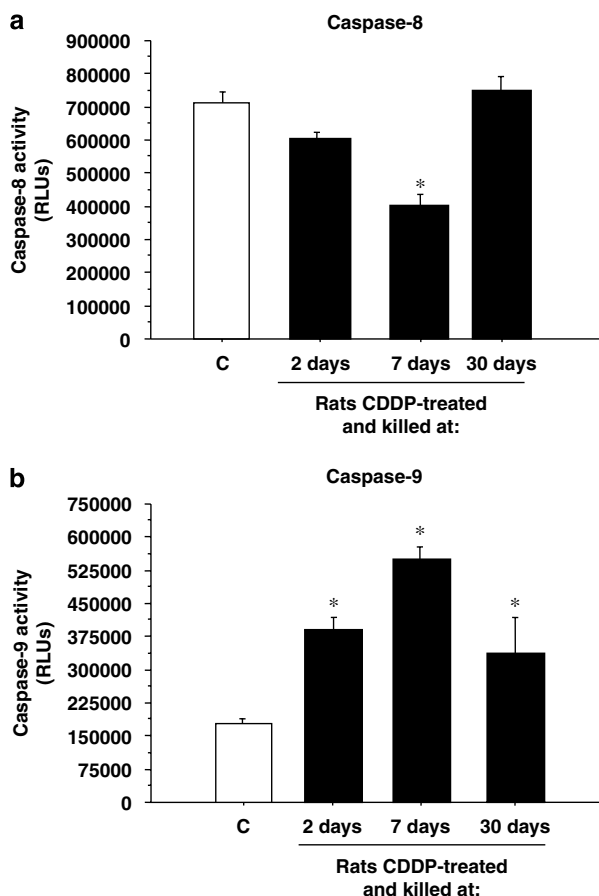 a
Caspase-8
Caspase-8 activity
(RLUs)
900000
800000
700000
600000
500000
400000
300000
200000
100000
0
*
C 2 days 7 days 30 days
Rats CDDP-treated
and killed at:
b
Caspase-9
Caspase-9 activity
(RLUs)
750000
675000
600000
525000
450000
375000
300000
225000
150000
75000
0
* * *
C 2 days 7 days 30 days
Rats CDDP-treated
and killed at: